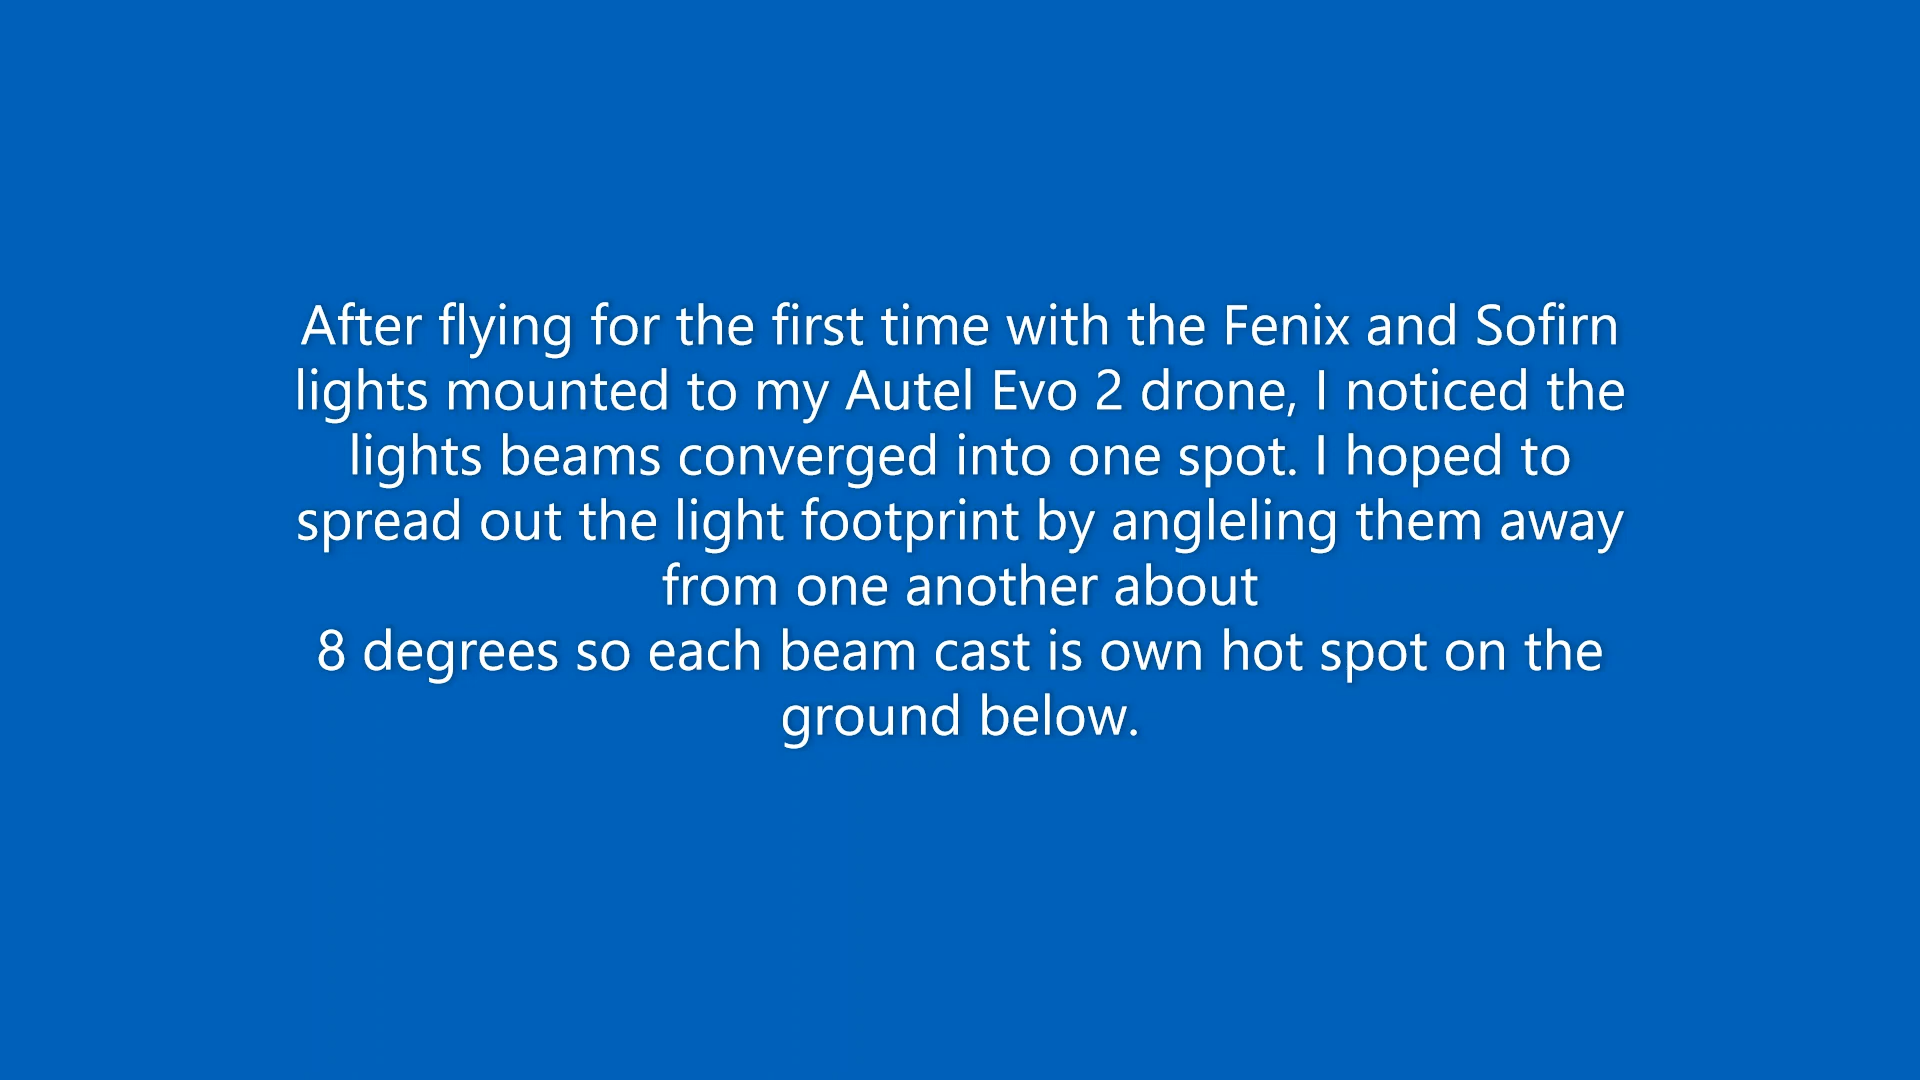 After flying for the first time with the Fenix and Sofirn
lights mounted to my Autel Evo 2 drone, I noticed the
lights beams converged into one spot. I hoped to
spread out the light footprint by angleling them away
from one another about
8 degrees so each beam cast is own hot spot on the
ground below.